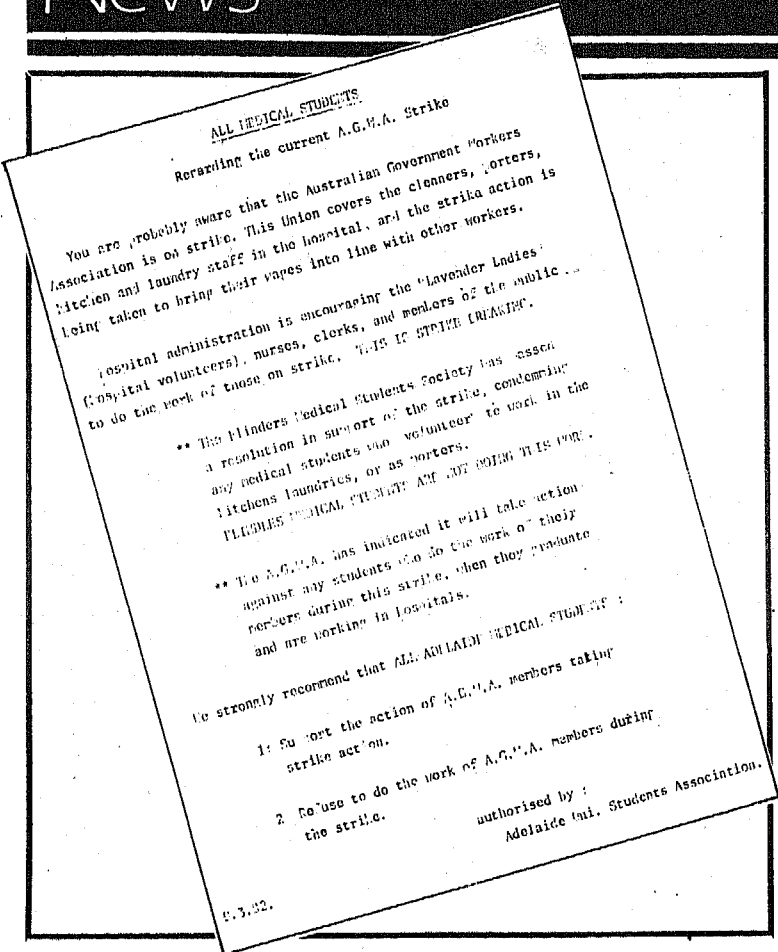 News
ALL MEDICAL STUDENTS
Regarding the current A.G.W.A. Strike
You are probably aware that the Australian Government Workers
Association is on strike. This Union covers the cleaners, porters,
kitchen and laundry staff in the hospital, and the strike action is
being taken to bring their wages into line with other workers.
Hospital administration is encouraging the "Lavender Ladies"
(hospital volunteers), nurses, clerks, and members of the public
to do the work of those on strike. THIS IS STRIKE BREAKING.
** The Flinders Medical Students Society has passed
a resolution in support of the strike, condemning
any medical students who 'volunteer' to work in the
kitchens laundries, or as porters.
FLINDERS MEDICAL STUDENTS ARE NOT DOING THIS WORK.
** The A.G.W.A. has indicated it will take action
against any students who do the work of their
members during this strike, when they graduate
and are working in hospitals.
We strongly recommend that ALL ADELAIDE MEDICAL STUDENTS :
1: Support the action of A.G.W.A. members taking
strike action.
2 Refuse to do the work of A.G.W.A. members during
the strike.
authorised by :
Adelaide Uni. Students Associntion.
9.3.82.